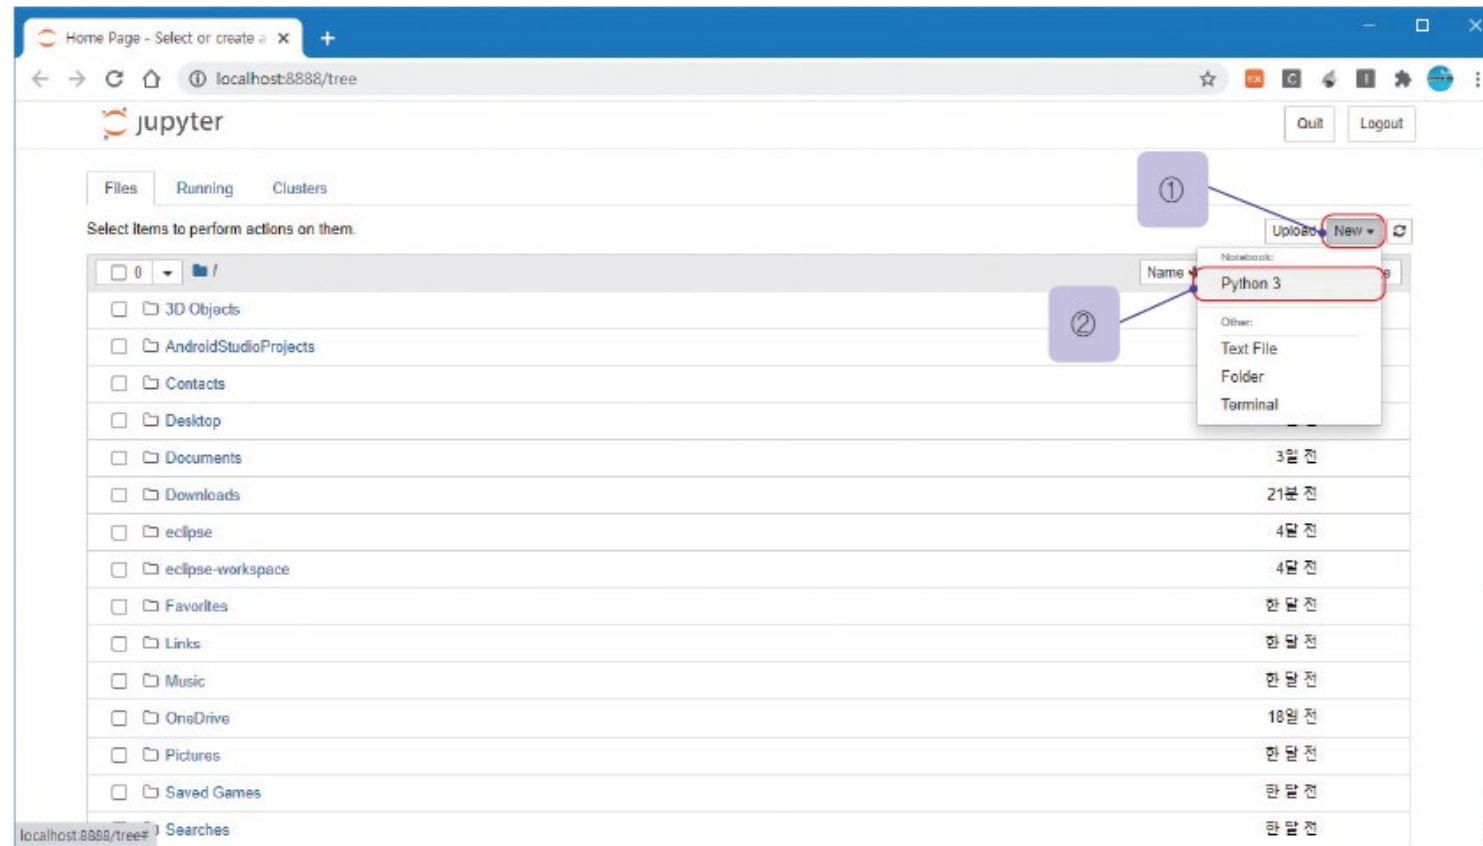 Home Page - Select or create a
localhost:8888/tree
jupyter
Quit Logout
Files Running Clusters
①
Select items to perform actions on them.
Upload New
Notebook:
0 /
Name
Python 3
②
Other:
Text File
Folder
Terminal
3D Objects
AndroidStudioProjects
Contacts
Desktop
Documents 3일 전
Downloads 21분 전
eclipse 4달 전
eclipse-workspace 4달 전
Favorites 한 달 전
Links 한 달 전
Music 한 달 전
OneDrive 18일 전
Pictures 한 달 전
Saved Games 한 달 전
Searches 한 달 전
localhost:8888/tree#